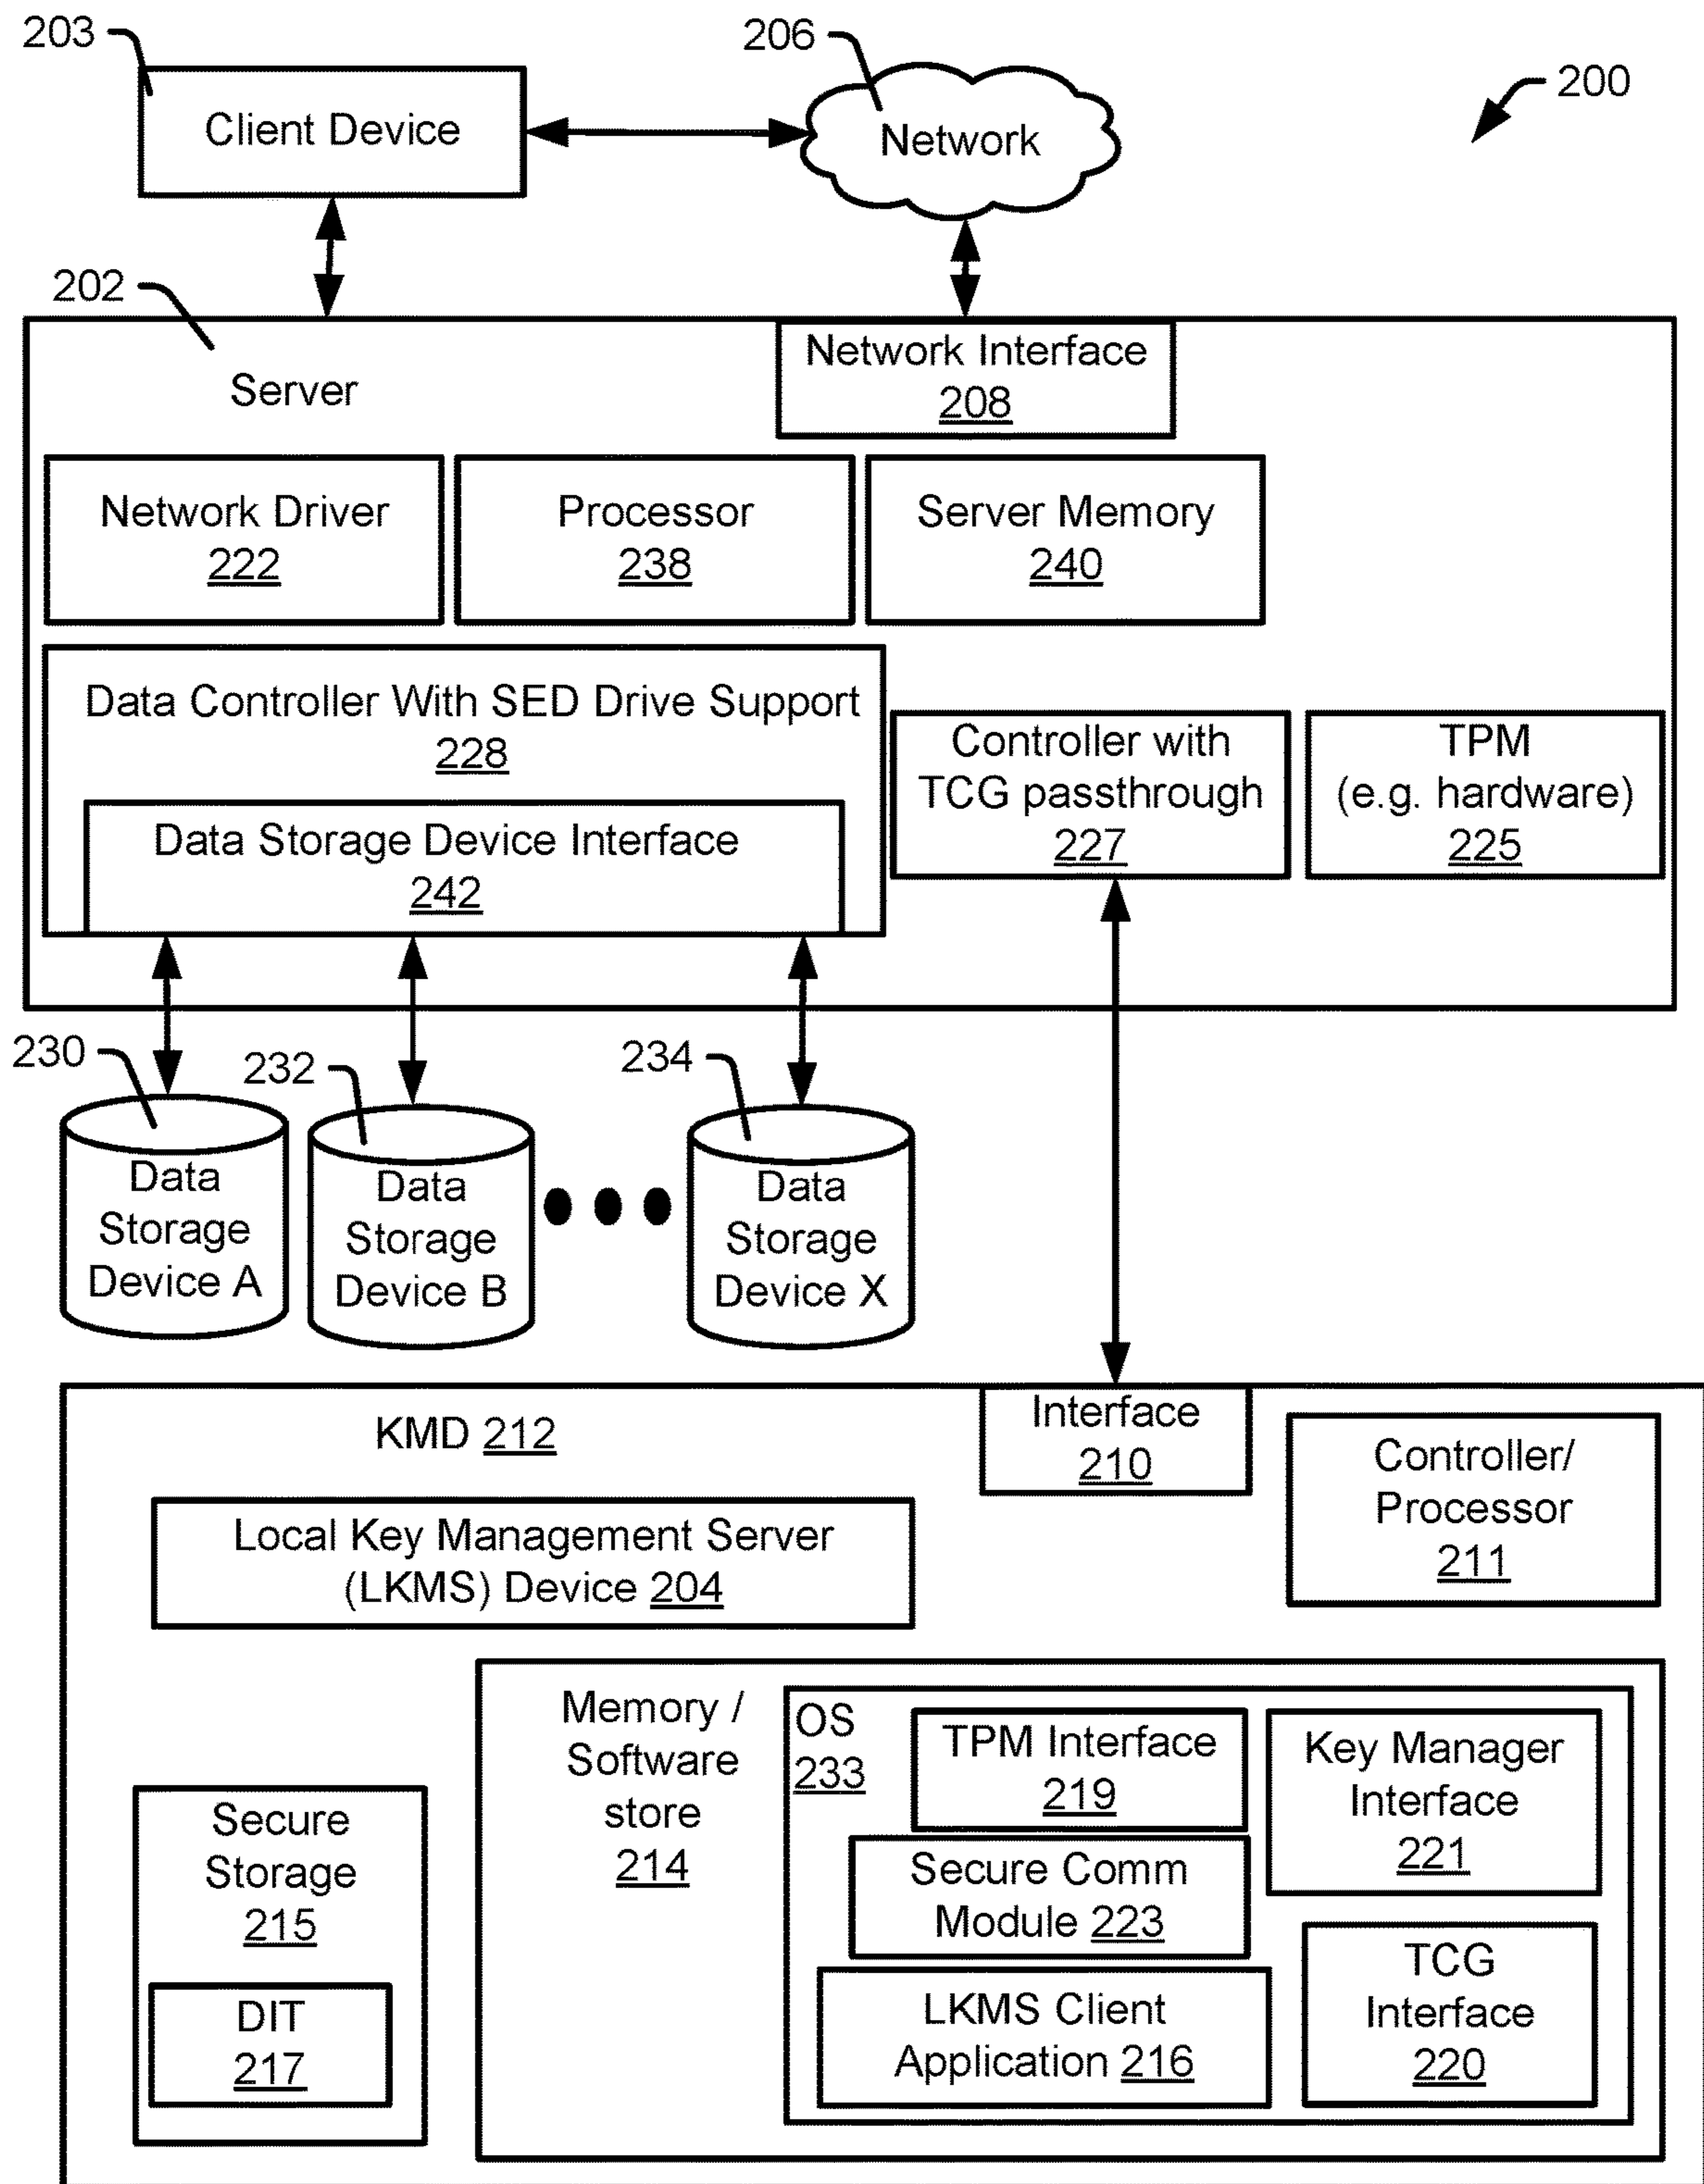 203
206
200
Client Device
Network
202
Server
Network Interface
208
Network Driver
222
Processor
238
Server Memory
240
Data Controller With SED Drive Support
228
Data Storage Device Interface
242
Controller with
TCG passthrough
227
TPM
(e.g. hardware)
225
230
232
234
Data
Storage
Device A
Data
Storage
Device B
Data
Storage
Device X
KMD 212
Interface
210
Controller/
Processor
211
Local Key Management Server
(LKMS) Device 204
Memory /
Software
store
214
OS
233
TPM Interface
219
Key Manager
Interface
221
Secure Comm
Module 223
LKMS Client
Application 216
TCG
Interface
220
Secure
Storage
215
DIT
217